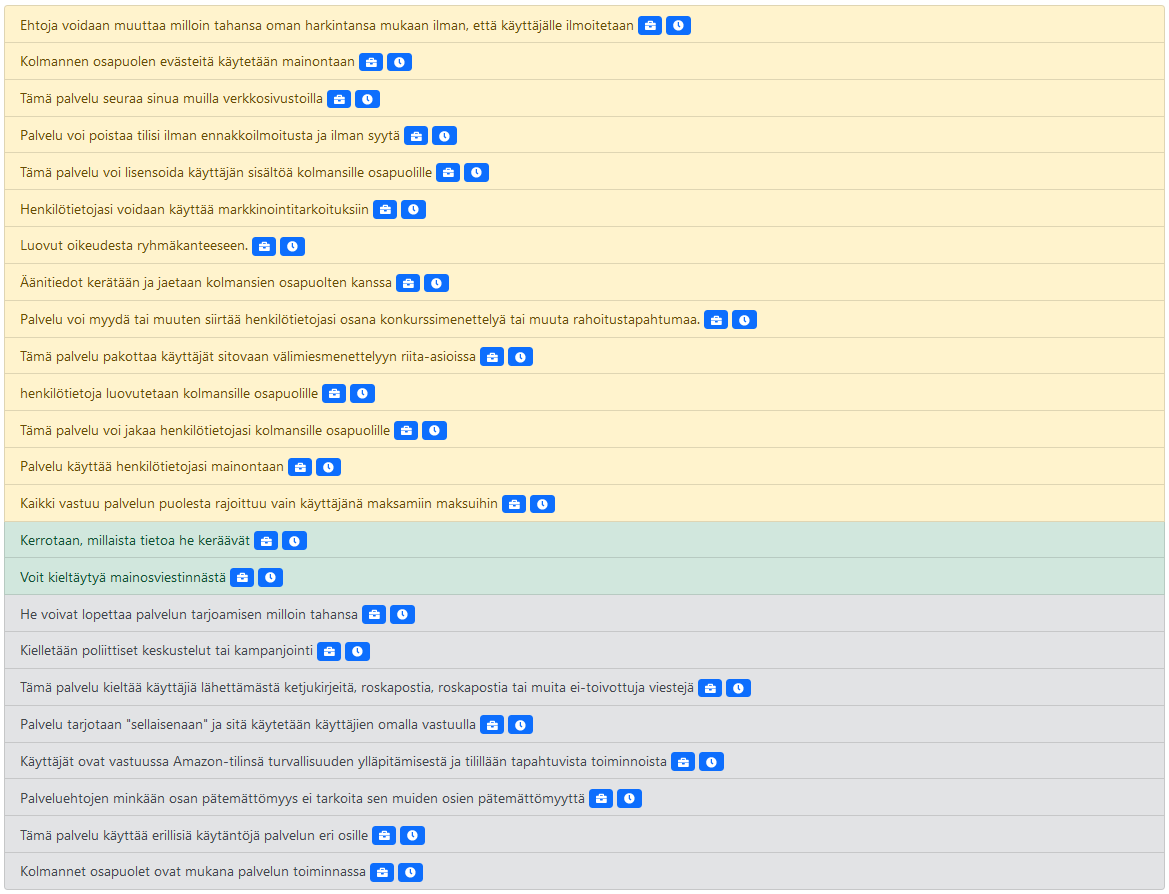 Ehtoja voidaan muuttaa milloin tahansa oman harkintansa mukaan ilman, että käyttäjälle ilmoitetaan
Kolmannen osapuolen evästeitä käytetään mainontaan
Tämä palvelu seuraa sinua muilla verkkosivustoilla
Palvelu voi poistaa tilisi ilman ennakkoilmoitusta ja ilman syytä
Tämä palvelu voi lisensoida käyttäjän sisältöä kolmansille osapuolille
Henkilötietojasi voidaan käyttää markkinointitarkoituksiin
Luovut oikeudesta ryhmäkanteeseen.
Äänitiedot kerätään ja jaetaan kolmansien osapuolten kanssa
Palvelu voi myydä tai muuten siirtää henkilötietojasi osana konkurssimenettelyä tai muuta rahoitustapahtumaa.
Tämä palvelu pakottaa käyttäjät sitovaan välimiesmenettelyyn riita-asioissa
henkilötietoja luovutetaan kolmansille osapuolille
Tämä palvelu voi jakaa henkilötietojasi kolmansille osapuolille
Palvelu käyttää henkilötietojasi mainontaan
Kaikki vastuu palvelun puolesta rajoittuu vain käyttäjänä maksamiin maksuihin
Kerrotaan, millaista tietoa he keräävät
Voit kieltäytyä mainosviestinnästä
He voivat lopettaa palvelun tarjoamisen milloin tahansa
Kielletään poliittiset keskustelut tai kampanjointi
Tämä palvelu kieltää käyttäjiä lähettämästä ketjukirjeitä, roskapostia, roskapostia tai muita ei-toivottuja viestejä
Palvelu tarjotaan "sellaisenaan" ja sitä käytetään käyttäjien omalla vastuulla
Käyttäjät ovat vastuussa Amazon-tilinsä turvallisuuden ylläpitämisestä ja tilillään tapahtuvista toiminnoista
Palveluehtojen minkään osan pätemättömyys ei tarkoita sen muiden osien pätemättömyyttä
Tämä palvelu käyttää erillisiä käytäntöjä palvelun eri osille
Kolmannet osapuolet ovat mukana palvelun toiminnassa